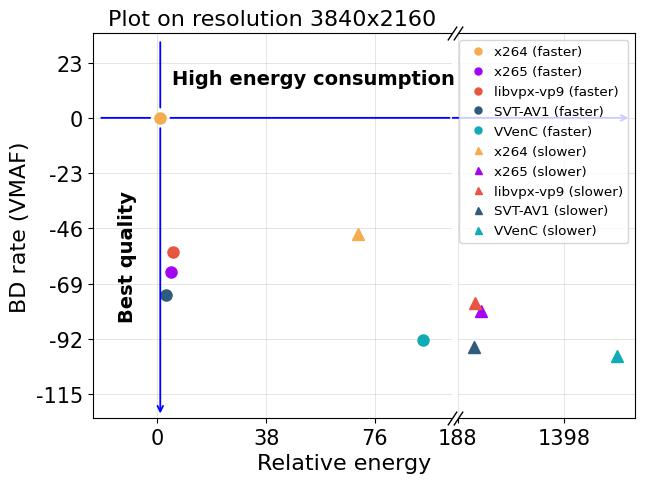 Plot on resolution 3840x2160
High energy consumption
Best quality
BD rate (VMAF)
23
0
-23
-46
-69
-92
-115
x264 (faster)
x265 (faster)
libvpx-vp9 (faster)
SVT-AV1 (faster)
VVenC (faster)
x264 (slower)
x265 (slower)
libvpx-vp9 (slower)
SVT-AV1 (slower)
VVenC (slower)
0 38 76 188 1398
Relative energy